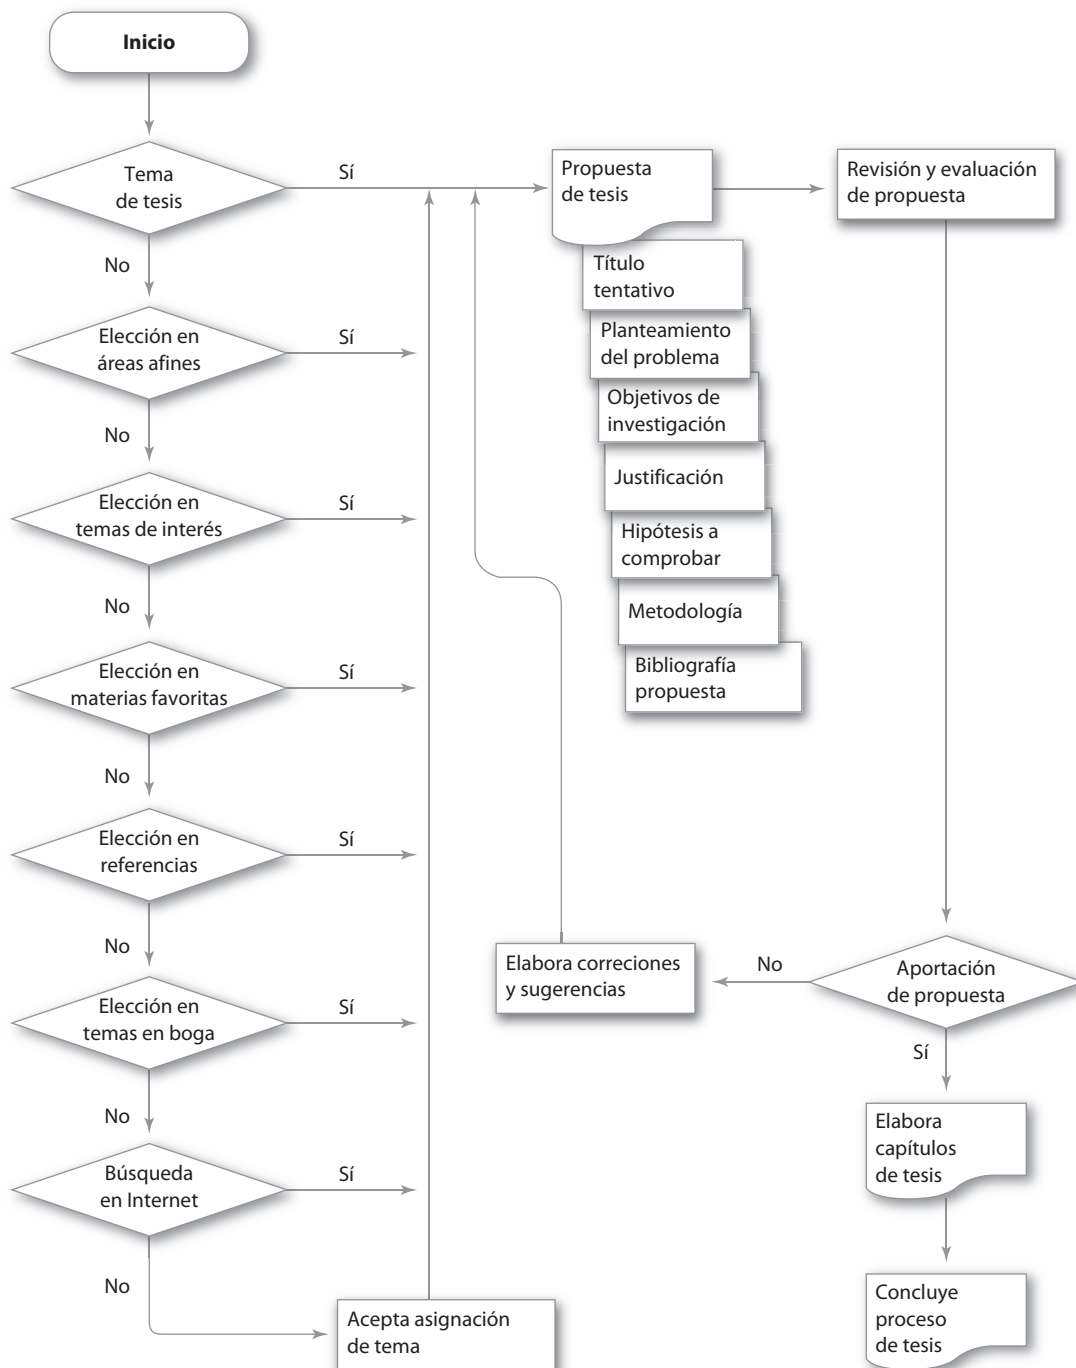 Inicio
Tema
de tesis
Sí
No
Elección en
áreas afines
Sí
No
Elección en
temas de interés
Sí
No
Elección en
materias favoritas
Sí
No
Elección en
referencias
Sí
No
Elección en
temas en boga
Sí
No
Búsqueda
en Internet
Sí
No
Acepta asignación
de tema
Propuesta
de tesis
Título
tentativo
Planteamiento
del problema
Objetivos de
investigación
Justificación
Hipótesis a
comprobar
Metodología
Bibliografía
propuesta
Revisión y evaluación
de propuesta
Aportación
de propuesta
No
Elabora correciones
y sugerencias
Sí
Elabora
capítulos
de tesis
Concluye
proceso
de tesis